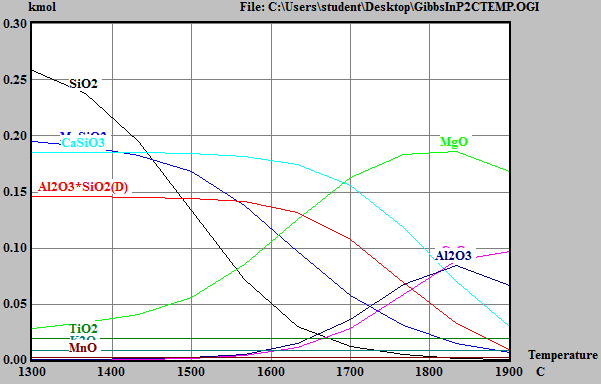 kmol
File: C:\Users\student\Desktop\GibbsInP2CTEMP.OGI
0.30
0.25
SiO2
0.20
CaSiO3
MgO
0.15
Al2O3*SiO2(D)
0.10
Al2O3
0.05
TiO2
MnO
0.00
Temperature
1300
1400
1500
1600
1700
1800
1900
C